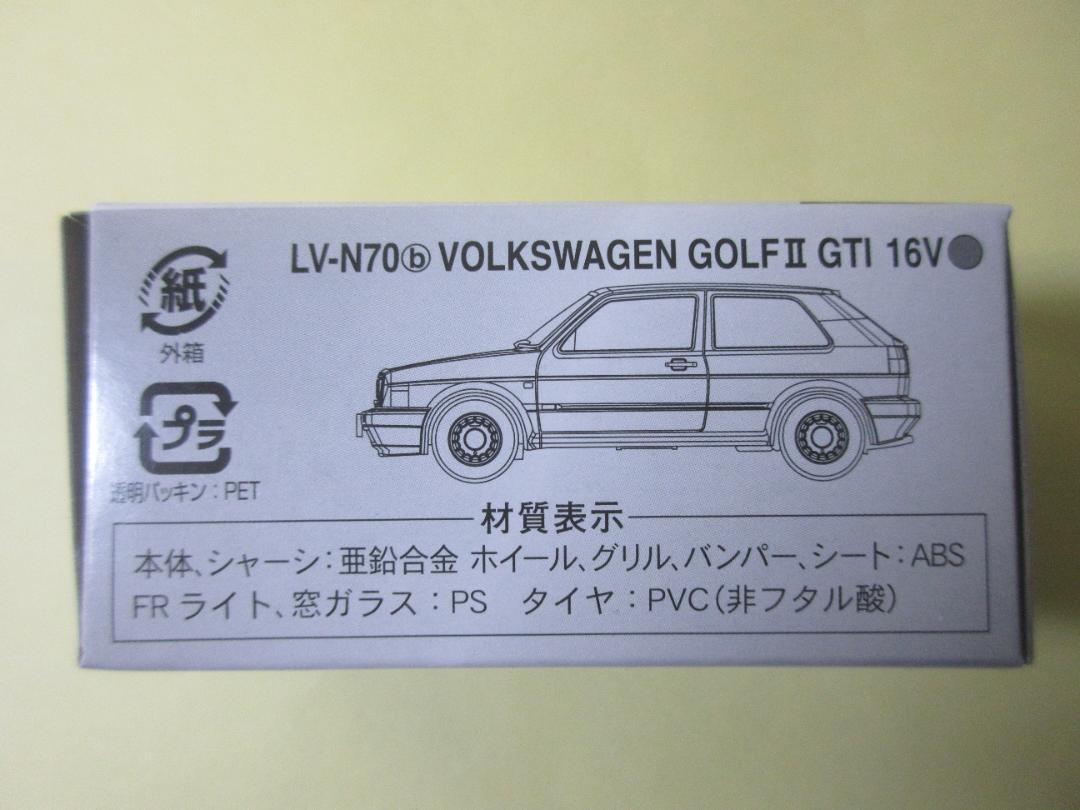 LV-N70ⓑ VOLKSWAGEN GOLFⅡ GTI 16V●
紙
外箱
プラ
透明パッキン：PET
材質表示
本体、シャーシ：亜鉛合金 ホイール、グリル、バンパー、シート：ABS
FR ライト、窓ガラス：PS タイヤ：PVC（非フタル酸）